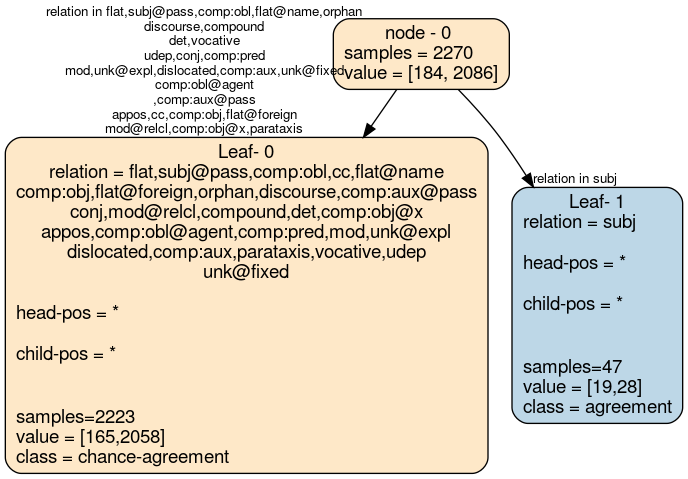 relation in flat,subj@pass,comp:obl,flat@name,orphan
discourse,compound
det,vocative
udep,conj,comp:pred
mod,unk@expl,dislocated,comp:aux,unk@fixed
comp:obl@agent
,comp:aux@pass
appos,cc,comp:obj,flat@foreign
mod@relcl,comp:obj@x,parataxis
node - 0
samples = 2270
value = [184, 2086]
Leaf- 0
relation = flat,subj@pass,comp:obl,cc,flat@name
comp:obj,flat@foreign,orphan,discourse,comp:aux@pass
conj,mod@relcl,compound,det,comp:obj@x
appos,comp:obl@agent,comp:pred,mod,unk@expl
dislocated,comp:aux,parataxis,vocative,udep
unk@fixed
head-pos = *
child-pos = *
samples=2223
value = [165,2058]
class = chance-agreement
relation in subj
Leaf- 1
relation = subj
head-pos = *
child-pos = *
samples=47
value = [19,28]
class = agreement